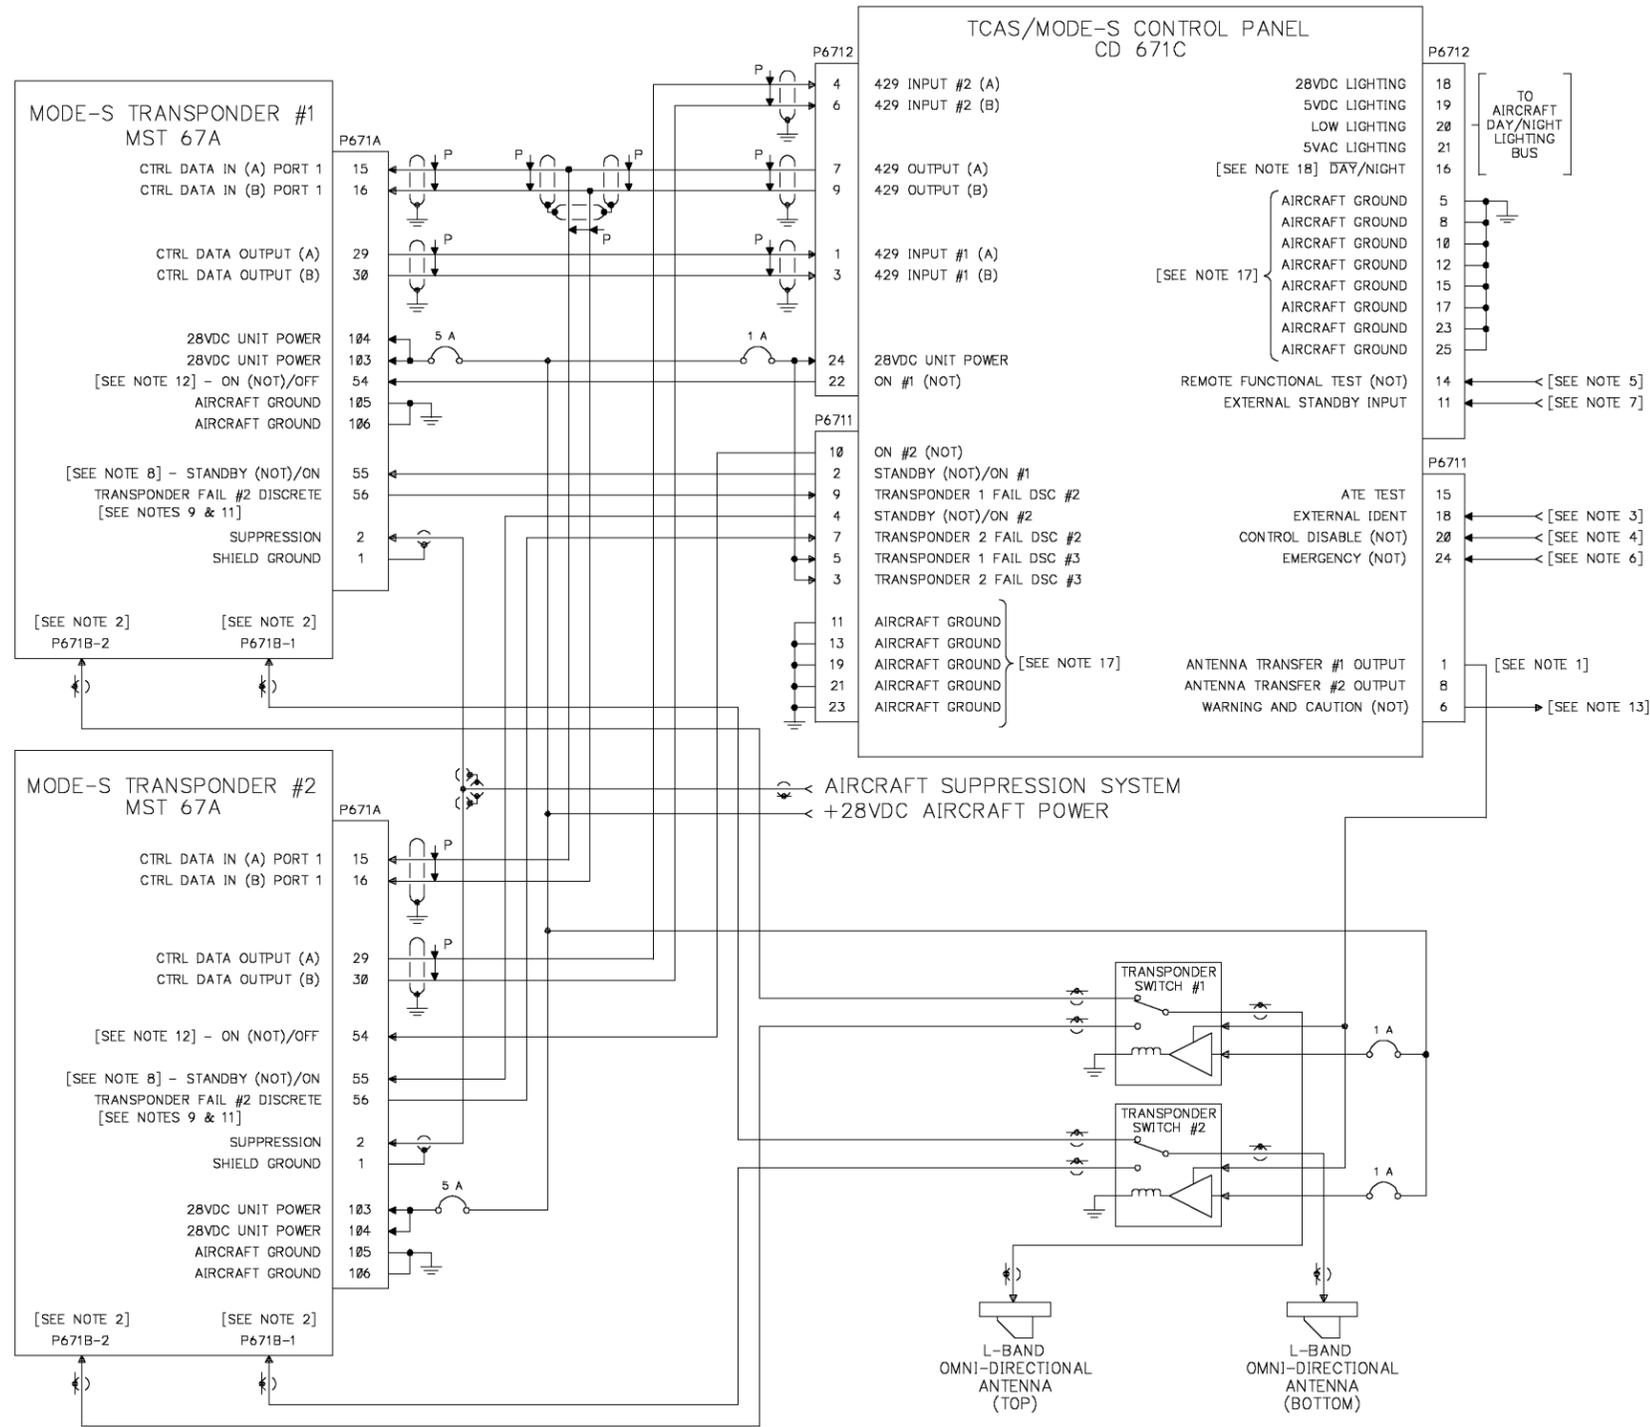 TCAS/MODE-S CONTROL PANEL
CD 671C
P6712
4 429 INPUT #2 (A)
6 429 INPUT #2 (B)
7 429 OUTPUT (A)
9 429 OUTPUT (B)
1 429 INPUT #1 (A)
3 429 INPUT #1 (B)
24 28VDC UNIT POWER
22 ON #1 (NOT)
P6711
10 ON #2 (NOT)
2 STANDBY (NOT)/ON #1
9 TRANSPONDER 1 FAIL DSC #2
4 STANDBY (NOT)/ON #2
7 TRANSPONDER 2 FAIL DSC #2
5 TRANSPONDER 1 FAIL DSC #3
3 TRANSPONDER 2 FAIL DSC #3
11 AIRCRAFT GROUND
13 AIRCRAFT GROUND
19 AIRCRAFT GROUND
21 AIRCRAFT GROUND
23 AIRCRAFT GROUND
[SEE NOTE 17]
P6712
28VDC LIGHTING 18
5VDC LIGHTING 19
LOW LIGHTING 20
5VAC LIGHTING 21
[SEE NOTE 18] DAY/NIGHT 16
TO
AIRCRAFT
DAY/NIGHT
LIGHTING
BUS
AIRCRAFT GROUND 5
AIRCRAFT GROUND 8
AIRCRAFT GROUND 10
AIRCRAFT GROUND 12
[SEE NOTE 17]
AIRCRAFT GROUND 15
AIRCRAFT GROUND 17
AIRCRAFT GROUND 23
AIRCRAFT GROUND 25
REMOTE FUNCTIONAL TEST (NOT) 14 [SEE NOTE 5]
EXTERNAL STANDBY INPUT 11 [SEE NOTE 7]
P6711
ATE TEST 15
EXTERNAL IDENT 18 [SEE NOTE 3]
CONTROL DISABLE (NOT) 20 [SEE NOTE 4]
EMERGENCY (NOT) 24 [SEE NOTE 6]
ANTENNA TRANSFER #1 OUTPUT 1 [SEE NOTE 1]
ANTENNA TRANSFER #2 OUTPUT 8
WARNING AND CAUTION (NOT) 6 [SEE NOTE 13]
MODE-S TRANSPONDER #1
MST 67A
P671A
CTRL DATA IN (A) PORT 1 15
CTRL DATA IN (B) PORT 1 16
CTRL DATA OUTPUT (A) 29
CTRL DATA OUTPUT (B) 30
28VDC UNIT POWER 104
28VDC UNIT POWER 103
[SEE NOTE 12] - ON (NOT)/OFF 54
AIRCRAFT GROUND 105
AIRCRAFT GROUND 106
[SEE NOTE 8] - STANDBY (NOT)/ON 55
TRANSPONDER FAIL #2 DISCRETE 56
[SEE NOTES 9 & 11]
SUPPRESSION 2
SHIELD GROUND 1
[SEE NOTE 2] [SEE NOTE 2]
P671B-2 P671B-1
P
P
P
P
P
P
P
P
5 A
1 A
MODE-S TRANSPONDER #2
MST 67A
P671A
CTRL DATA IN (A) PORT 1 15
CTRL DATA IN (B) PORT 1 16
CTRL DATA OUTPUT (A) 29
CTRL DATA OUTPUT (B) 30
[SEE NOTE 12] - ON (NOT)/OFF 54
[SEE NOTE 8] - STANDBY (NOT)/ON 55
TRANSPONDER FAIL #2 DISCRETE 56
[SEE NOTES 9 & 11]
SUPPRESSION 2
SHIELD GROUND 1
28VDC UNIT POWER 103
28VDC UNIT POWER 104
AIRCRAFT GROUND 105
AIRCRAFT GROUND 106
[SEE NOTE 2] [SEE NOTE 2]
P671B-2 P671B-1
P
P
5 A
AIRCRAFT SUPPRESSION SYSTEM
+28VDC AIRCRAFT POWER
TRANSPONDER
SWITCH #1
1 A
TRANSPONDER
SWITCH #2
1 A
L-BAND
OMNI-DIRECTIONAL
ANTENNA
(TOP)
L-BAND
OMNI-DIRECTIONAL
ANTENNA
(BOTTOM)